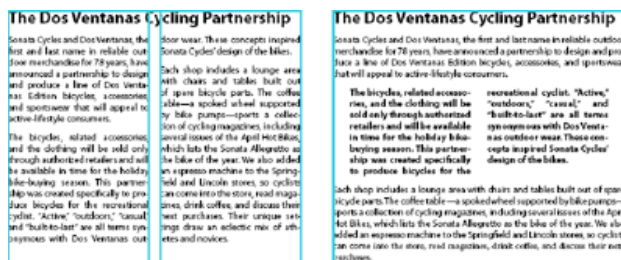 The Dos Ventanas Cycling Partnership
Sonata Cycles and Dos Ventanas, the
first and last name in reliable out-
door merchandise for 78 years, have
announced a partnership to design
and produce a line of Dos Venta-
nas Edition bicycles, accessories,
and sportswear that will appeal to
active-lifestyle consumers.
The bicycles, related accessories,
and the clothing will be sold only
through authorized retailers and will
be available in time for the holiday
bike-buying season. This partner-
ship was created specifically to pro-
duce bicycles for the recreational
cyclist. "Active," "outdoors," "casual,"
and "built-to-last" are all terms syn-
onymous with Dos Ventanas out-
door wear. These concepts inspired
Sonata Cycles' design of the bikes.
Each shop includes a lounge area
with chairs and tables built out
of spare bicycle parts. The coffee
table—a spoked wheel supported
by bike pumps—sports a collec-
tion of cycling magazines, including
several issues of the April Hot Bikes,
which lists the Sonata Allegretto as
the bike of the year. We also added
an espresso machine to the Spring-
field and Lincoln stores, so cyclists
can come into the store, read maga-
zines, drink coffee, and discuss their
next purchases. Their unique set-
tings draw an eclectic mix of ath-
letes and novices.
The Dos Ventanas Cycling Partnership
Sonata Cycles and Dos Ventanas, the first and last name in reliable outdoo
merchandise for 78 years, have announced a partnership to design and pro
duce a line of Dos Ventanas Edition bicycles, accessories, and sportswea
that will appeal to active-lifestyle consumers.
The bicycles, related accesso-
ries, and the clothing will be
sold only through authorized
retailers and will be available
in time for the holiday bike-
buying season. This partner-
ship was created specifically
to produce bicycles for the
recreational cyclist. "Active,"
"outdoors," "casual," and
"built-to-last" are all terms
synonymous with Dos Venta-
nas outdoor wear. These con-
cepts inspired Sonata Cycles'
design of the bikes.
Each shop includes a lounge area with chairs and tables built out of spare
bicycle parts. The coffee table—a spoked wheel supported by bike pumps—
sports a collection of cycling magazines, including several issues of the Apr
Hot Bikes, which lists the Sonata Allegretto as the bike of the year. We also
added an espresso machine to the Springfield and Lincoln stores, so cyclist
can come into the store, read magazines, drink coffee, and discuss their nex
purchases.